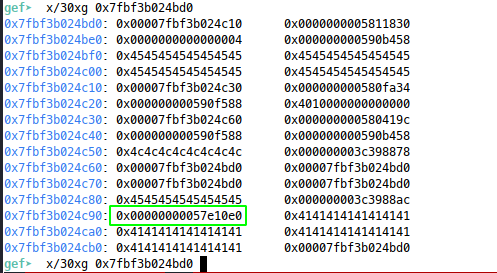 gef➤  x/30xg 0x7fbf3b024bd0
0x7fbf3b024bd0: 0x00007fbf3b024c10 0x0000000005811830
0x7fbf3b024be0: 0x0000000000000004 0x000000000590b458
0x7fbf3b024bf0: 0x4545454545454545 0x4545454545454545
0x7fbf3b024c00: 0x4545454545454545 0x4545454545454545
0x7fbf3b024c10: 0x00007fbf3b024c30 0x000000000580fa34
0x7fbf3b024c20: 0x000000000590f588 0x4010000000000000
0x7fbf3b024c30: 0x00007fbf3b024c60 0x000000000580419c
0x7fbf3b024c40: 0x000000000590f588 0x000000000590b458
0x7fbf3b024c50: 0x4c4c4c4c4c4c4c4c 0x000000003c398878
0x7fbf3b024c60: 0x00007fbf3b024bd0 0x00007fbf3b024bd0
0x7fbf3b024c70: 0x00007fbf3b024bd0 0x00007fbf3b024bd0
0x7fbf3b024c80: 0x4545454545454545 0x000000003c3988ac
0x7fbf3b024c90: 0x00000000057e10e0 0x4141414141414141
0x7fbf3b024ca0: 0x4141414141414141 0x4141414141414141
0x7fbf3b024cb0: 0x4141414141414141 0x00007fbf3b024bd0
gef➤  x/30xg 0x7fbf3b024bd0